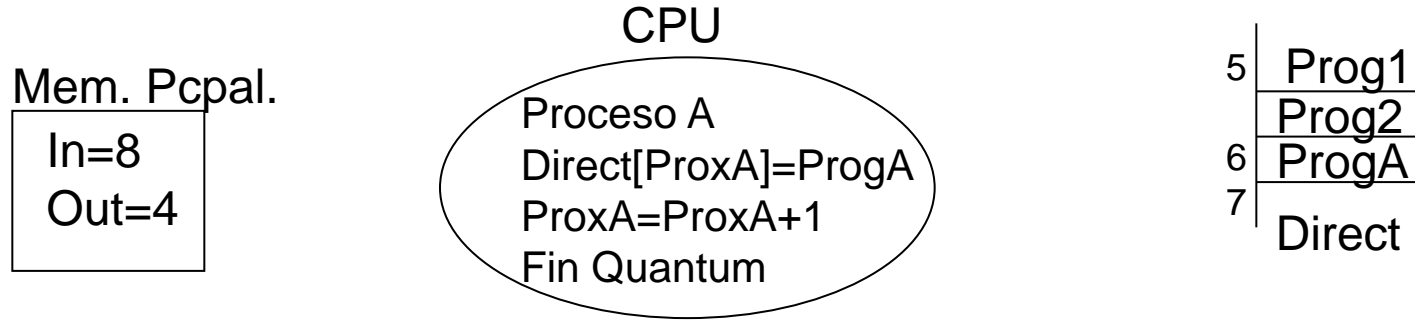 CPU
Mem. Pcpal.
In=8
Out=4
Proceso A
Direct[ProxA]=ProgA
ProxA=ProxA+1
Fin Quantum
5 Prog1
Prog2
6 ProgA
7
Direct